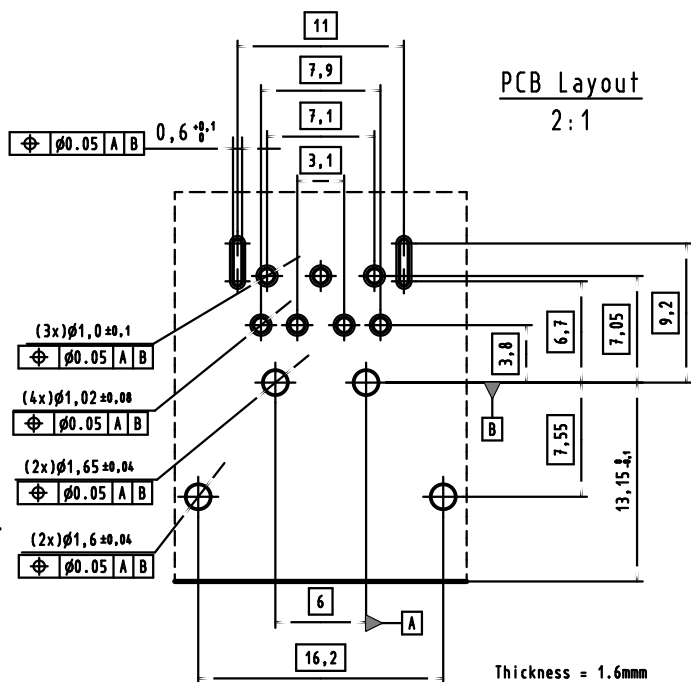 11
7,9
PCB Layout
2:1
7,1
⌖ ø0.05 A B
0,6 +0,1 0
3,1
9,2
7,05
6,7
3,8
(3x)ø1,0 ±0,1
⌖ ø0.05 A B
(4x)ø1,02 ±0,08
⌖ ø0.05 A B
B
7,55
13,15 0 -0,1
(2x)ø1,65 ±0,04
⌖ ø0.05 A B
(2x)ø1,6 ±0,04
⌖ ø0.05 A B
6
A
16,2
Thickness = 1.6mmm